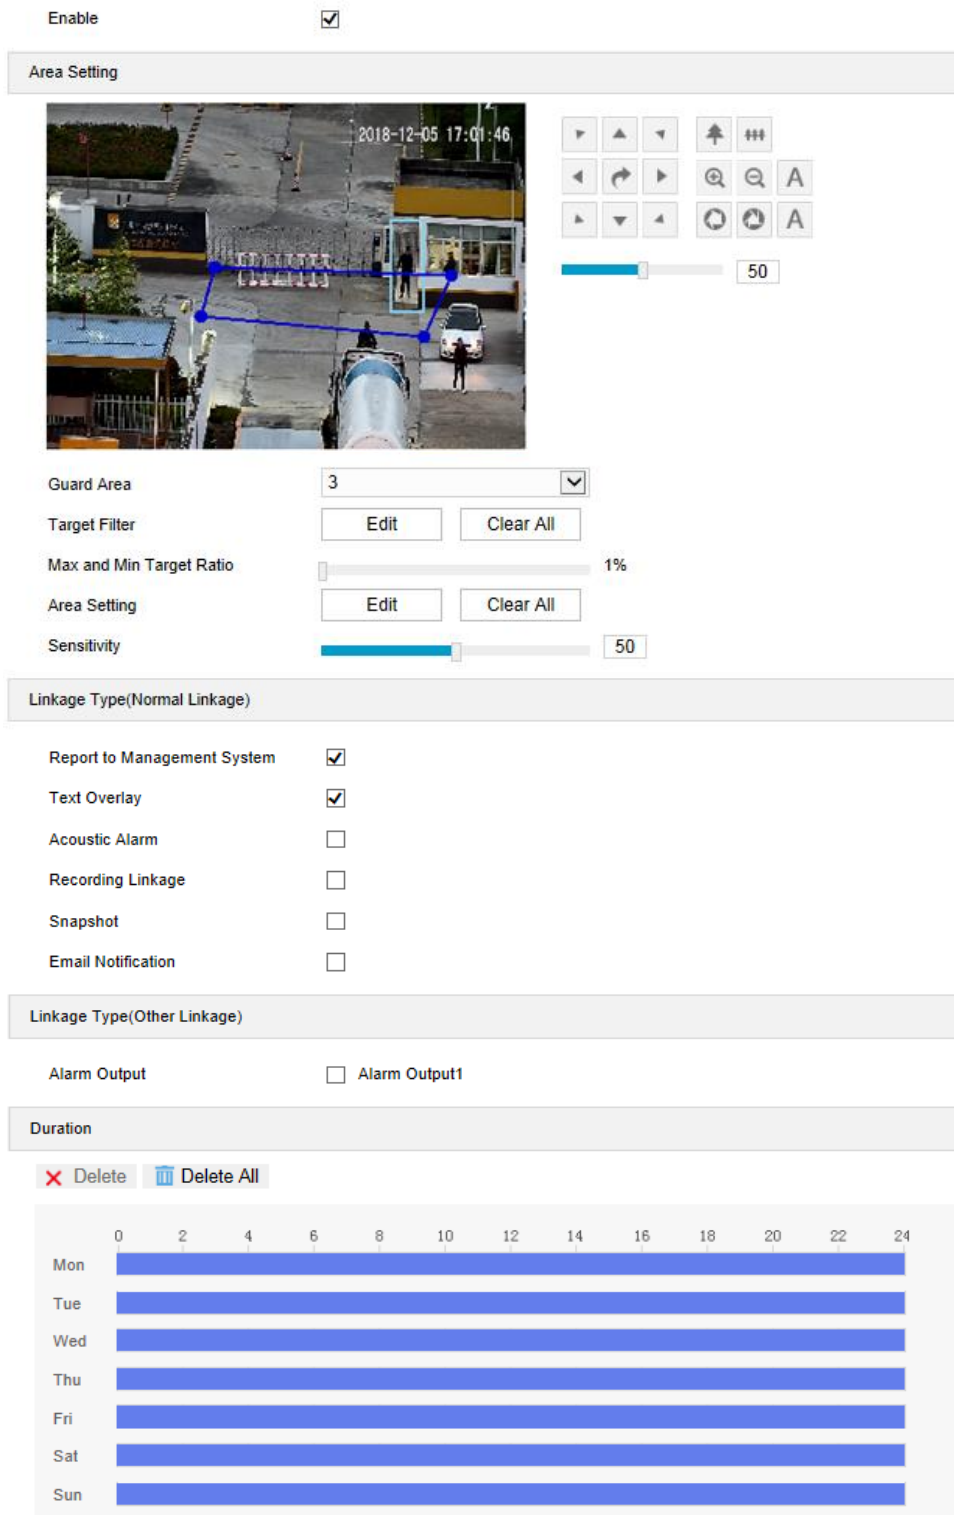 Enable
Area Setting
2018-12-05 17:01:46
A
A
50
Guard Area 3
Target Filter Edit Clear All
Max and Min Target Ratio 1%
Area Setting Edit Clear All
Sensitivity 50
Linkage Type(Normal Linkage)
Report to Management System
Text Overlay
Acoustic Alarm
Recording Linkage
Snapshot
Email Notification
Linkage Type(Other Linkage)
Alarm Output Alarm Output1
Duration
Delete Delete All
0 2 4 6 8 10 12 14 16 18 20 22 24
Mon
Tue
Wed
Thu
Fri
Sat
Sun